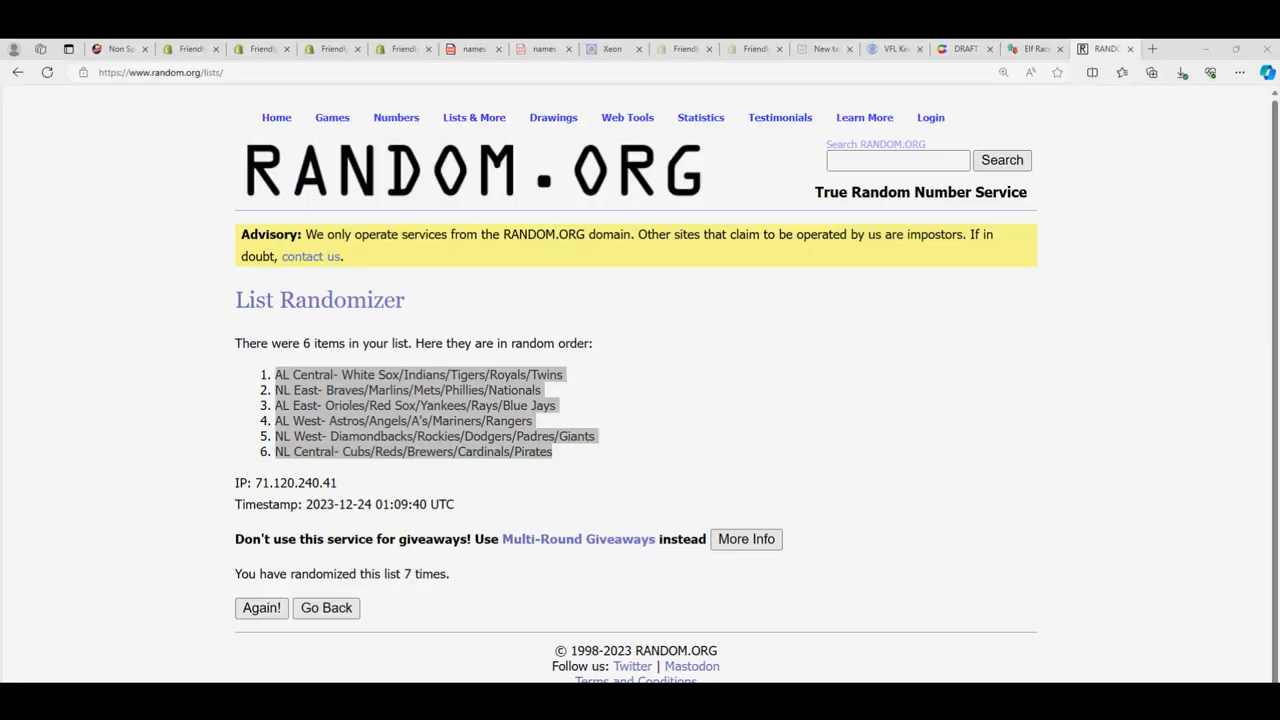 Non Sp
Friendly
Friendly
Friendly
Friendly
names
names
Xeon
Friendly
Friendly
New ta
VFL Ke
DRAFT
Elf Race
RANDO
https://www.random.org/lists/
Home Games Numbers Lists & More Drawings Web Tools Statistics Testimonials Learn More Login
RANDOM.ORG
Search RANDOM.ORG
Search
True Random Number Service
Advisory: We only operate services from the RANDOM.ORG domain. Other sites that claim to be operated by us are impostors. If in
doubt, contact us.
List Randomizer
There were 6 items in your list. Here they are in random order:
1. AL Central- White Sox/Indians/Tigers/Royals/Twins
2. NL East- Braves/Marlins/Mets/Phillies/Nationals
3. AL East- Orioles/Red Sox/Yankees/Rays/Blue Jays
4. AL West- Astros/Angels/A's/Mariners/Rangers
5. NL West- Diamondbacks/Rockies/Dodgers/Padres/Giants
6. NL Central- Cubs/Reds/Brewers/Cardinals/Pirates
IP: 71.120.240.41
Timestamp: 2023-12-24 01:09:40 UTC
Don't use this service for giveaways! Use Multi-Round Giveaways instead More Info
You have randomized this list 7 times.
Again! Go Back
© 1998-2023 RANDOM.ORG
Follow us: Twitter | Mastodon
Terms and Conditions